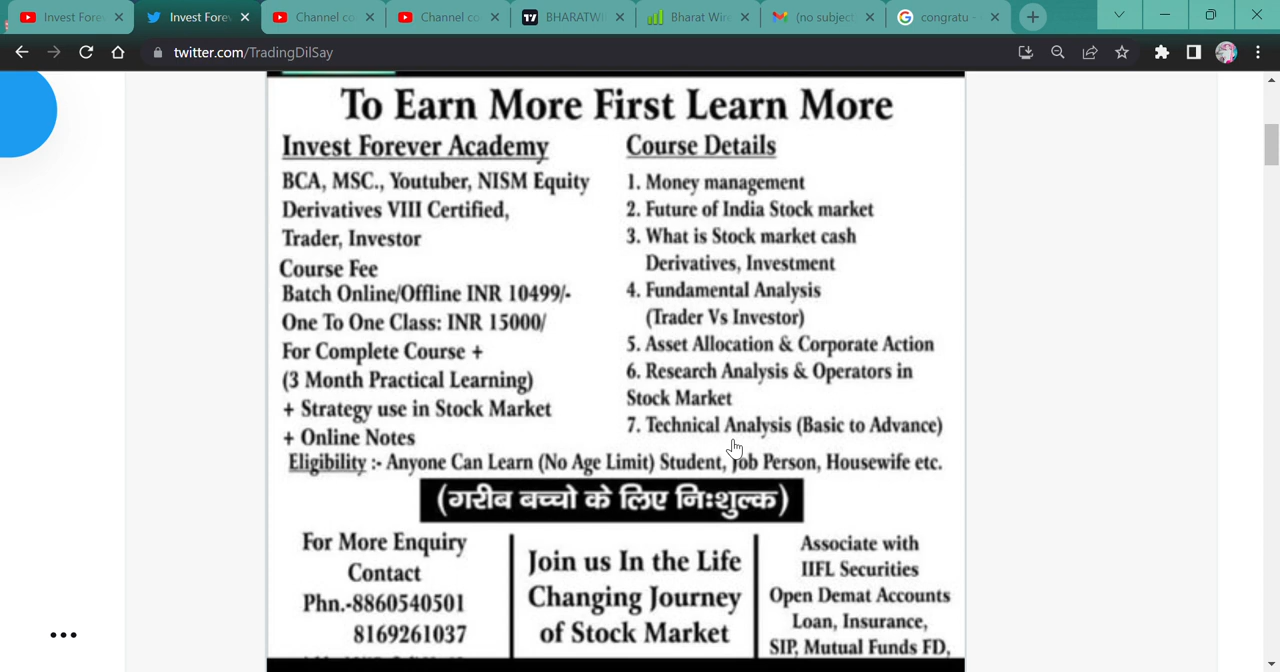 Invest Fore
Invest Fore
Channel co
Channel co
BHARATWI
Bharat Wire
(no subject
congratu -
twitter.com/TradingDilSay
To Earn More First Learn More
Invest Forever Academy
BCA, MSC., Youtuber, NISM Equity
Derivatives VIII Certified,
Trader, Investor
Course Fee
Batch Online/Offline INR 10499/-
One To One Class: INR 15000/
For Complete Course +
(3 Month Practical Learning)
+ Strategy use in Stock Market
+ Online Notes
Course Details
1. Money management
2. Future of India Stock market
3. What is Stock market cash
Derivatives, Investment
4. Fundamental Analysis
(Trader Vs Investor)
5. Asset Allocation & Corporate Action
6. Research Analysis & Operators in
Stock Market
7. Technical Analysis (Basic to Advance)
Eligibility :- Anyone Can Learn (No Age Limit) Student, Job Person, Housewife etc.
(गरीब बच्चो के लिए निःशुल्क)
For More Enquiry
Contact
Phn.-8860540501
8169261037
Join us In the Life
Changing Journey
of Stock Market
Associate with
IIFL Securities
Open Demat Accounts
Loan, Insurance,
SIP, Mutual Funds FD,